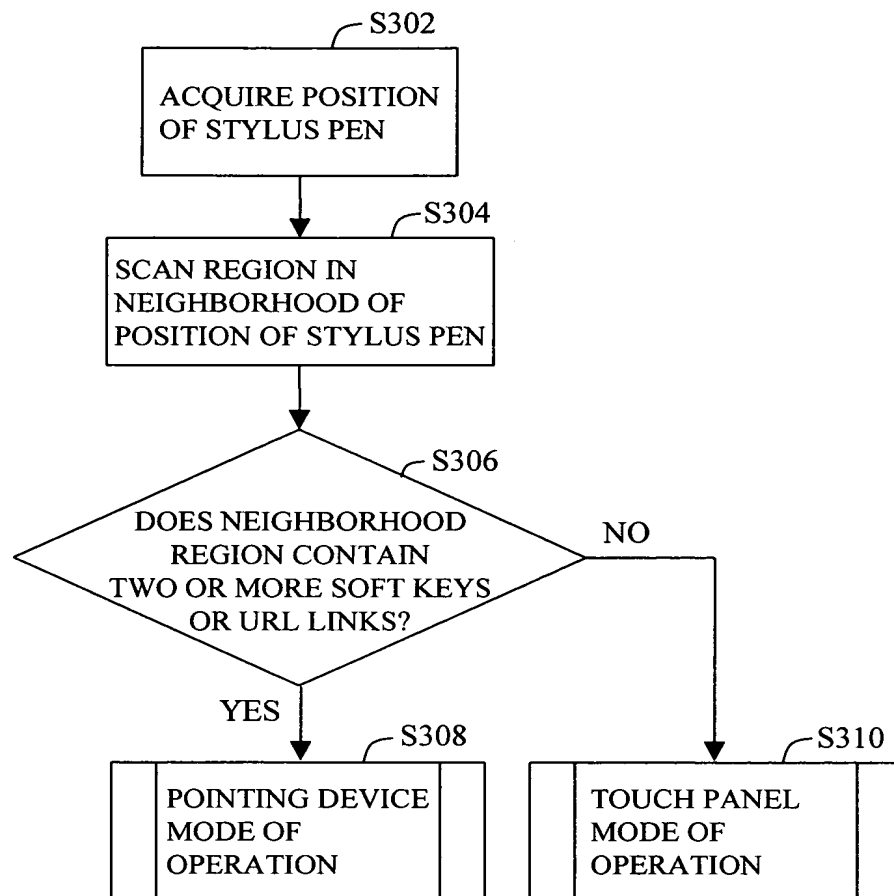 S302
ACQUIRE POSITION
OF STYLUS PEN
S304
SCAN REGION IN
NEIGHBORHOOD OF
POSITION OF STYLUS PEN
S306
DOES NEIGHBORHOOD
REGION CONTAIN
TWO OR MORE SOFT KEYS
OR URL LINKS?
NO
YES
S308
POINTING DEVICE
MODE OF
OPERATION
S310
TOUCH PANEL
MODE OF
OPERATION